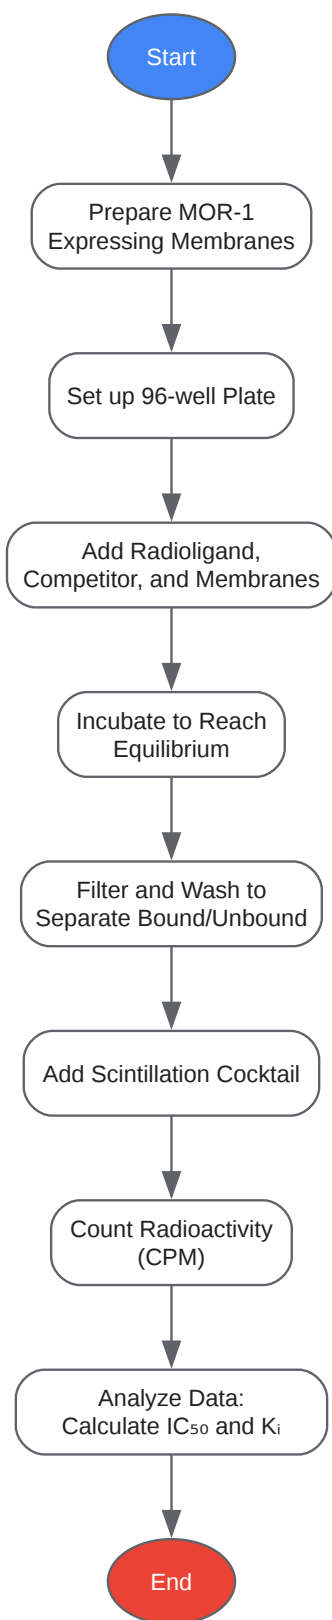 Start
Prepare MOR-1
Expressing Membranes
Set up 96-well Plate
Add Radioligand,
Competitor, and Membranes
Incubate to Reach
Equilibrium
Filter and Wash to
Separate Bound/Unbound
Add Scintillation Cocktail
Count Radioactivity
(CPM)
Analyze Data:
Calculate IC₅₀ and Kᵢ
End